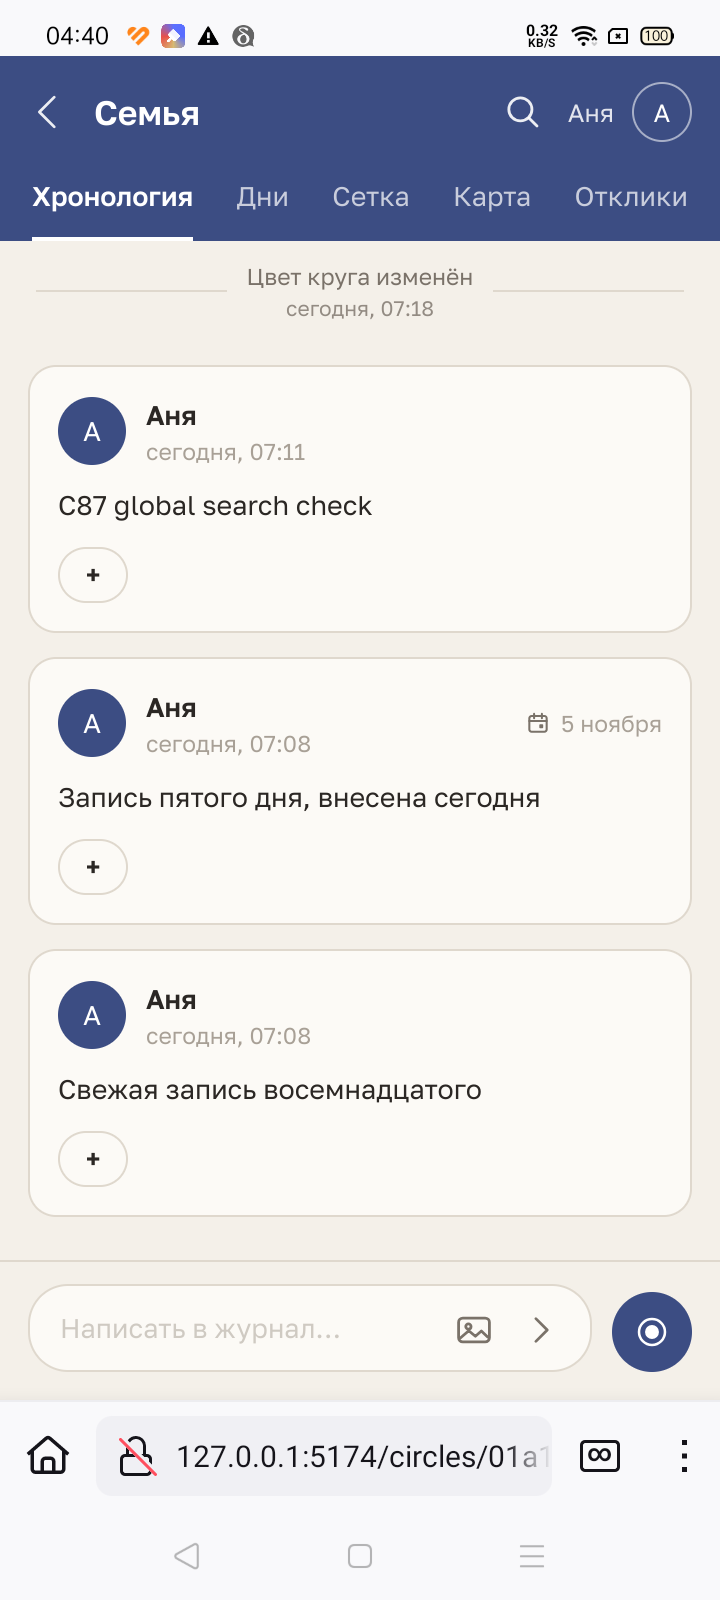 04:40
0.32
KB/S
100
Семья
Аня
А
Хронология
Дни
Сетка
Карта
Отклики
Цвет круга изменён
сегодня, 07:18
А
Аня
сегодня, 07:11
C87 global search check
+
А
Аня
сегодня, 07:08
5 ноября
Запись пятого дня, внесена сегодня
+
А
Аня
сегодня, 07:08
Свежая запись восемнадцатого
+
Написать в журнал...
127.0.0.1:5174/circles/01a1